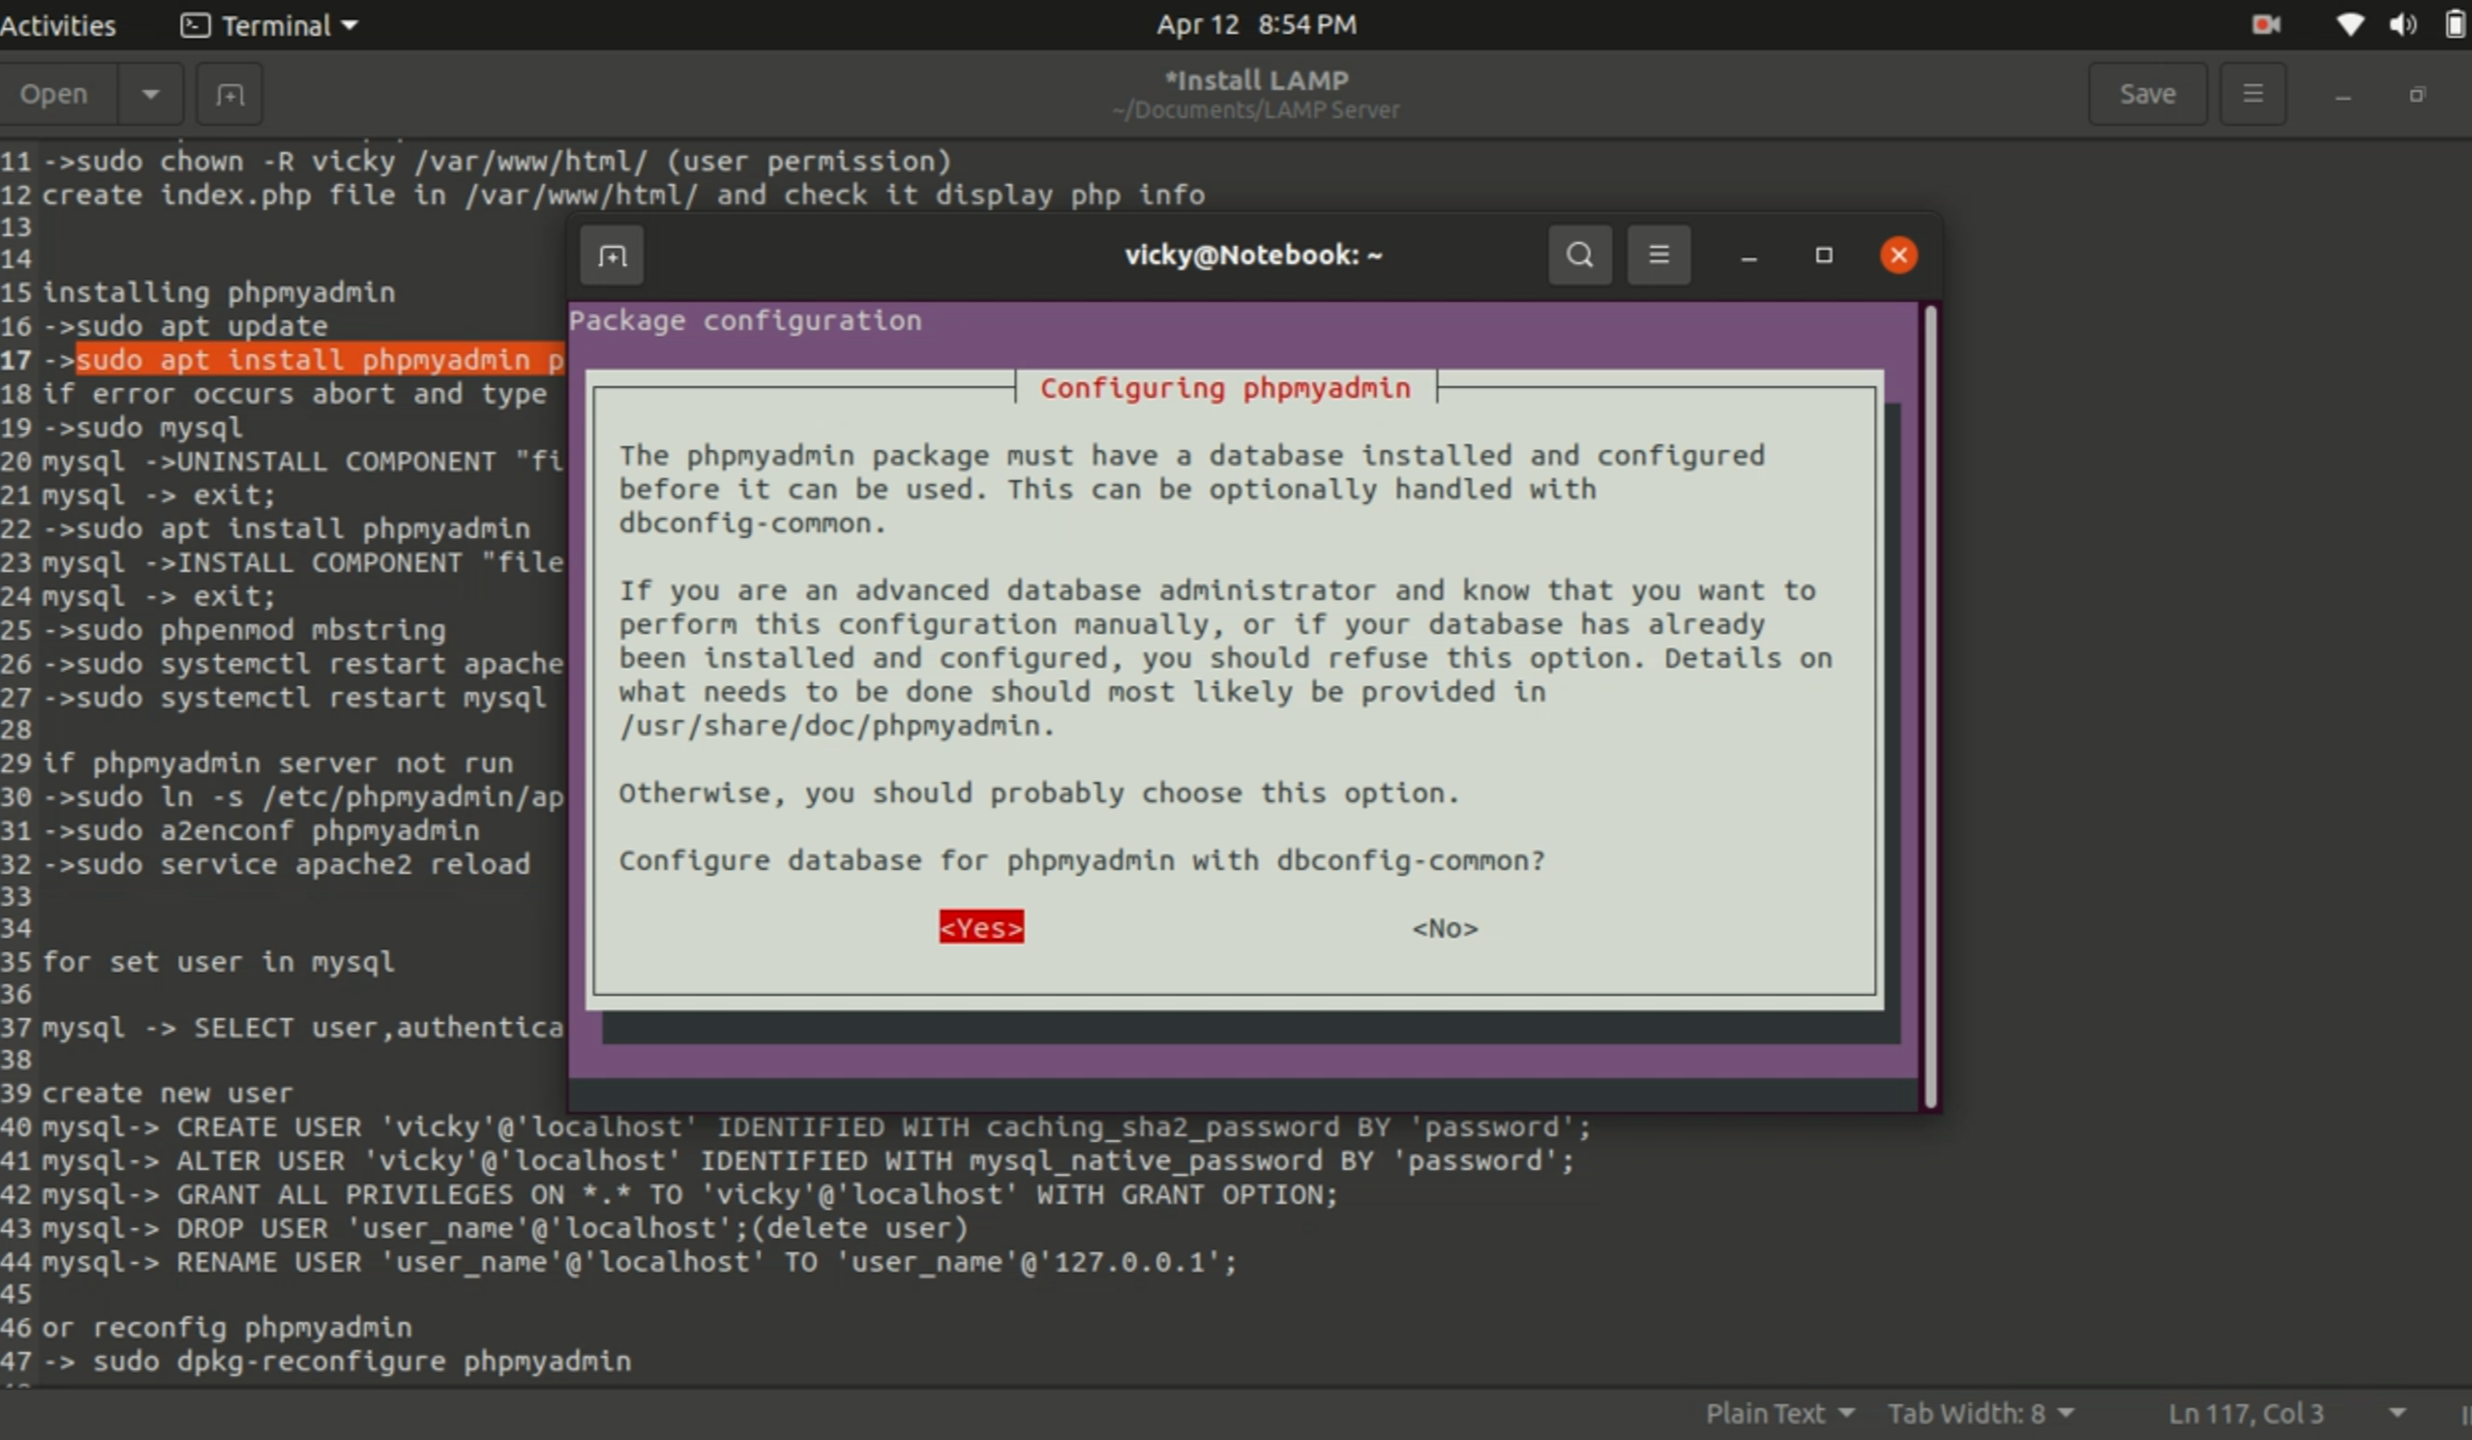 Activities
Terminal
Apr 12 8:54 PM
Open
*Install LAMP
~/Documents/LAMP Server
Save
11 ->sudo chown -R vicky /var/www/html/ (user permission)
12 create index.php file in /var/www/html/ and check it display php info
13
14
15 installing phpmyadmin
16 ->sudo apt update
17 ->sudo apt install phpmyadmin p
18 if error occurs abort and type
19 ->sudo mysql
20 mysql ->UNINSTALL COMPONENT "fi
21 mysql -> exit;
22 ->sudo apt install phpmyadmin
23 mysql ->INSTALL COMPONENT "file
24 mysql -> exit;
25 ->sudo phpenmod mbstring
26 ->sudo systemctl restart apache
27 ->sudo systemctl restart mysql
28
29 if phpmyadmin server not run
30 ->sudo ln -s /etc/phpmyadmin/ap
31 ->sudo a2enconf phpmyadmin
32 ->sudo service apache2 reload
33
34
35 for set user in mysql
36
37 mysql -> SELECT user,authentica
38
39 create new user
40 mysql-> CREATE USER 'vicky'@'localhost' IDENTIFIED WITH caching_sha2_password BY 'password';
41 mysql-> ALTER USER 'vicky'@'localhost' IDENTIFIED WITH mysql_native_password BY 'password';
42 mysql-> GRANT ALL PRIVILEGES ON *.* TO 'vicky'@'localhost' WITH GRANT OPTION;
43 mysql-> DROP USER 'user_name'@'localhost';(delete user)
44 mysql-> RENAME USER 'user_name'@'localhost' TO 'user_name'@'127.0.0.1';
45
46 or reconfig phpmyadmin
47 -> sudo dpkg-reconfigure phpmyadmin
vicky@Notebook: ~
Package configuration
Configuring phpmyadmin
The phpmyadmin package must have a database installed and configured
before it can be used. This can be optionally handled with
dbconfig-common.
If you are an advanced database administrator and know that you want to
perform this configuration manually, or if your database has already
been installed and configured, you should refuse this option. Details on
what needs to be done should most likely be provided in
/usr/share/doc/phpmyadmin.
Otherwise, you should probably choose this option.
Configure database for phpmyadmin with dbconfig-common?
<Yes>
<No>
Plain Text
Tab Width: 8
Ln 117, Col 3